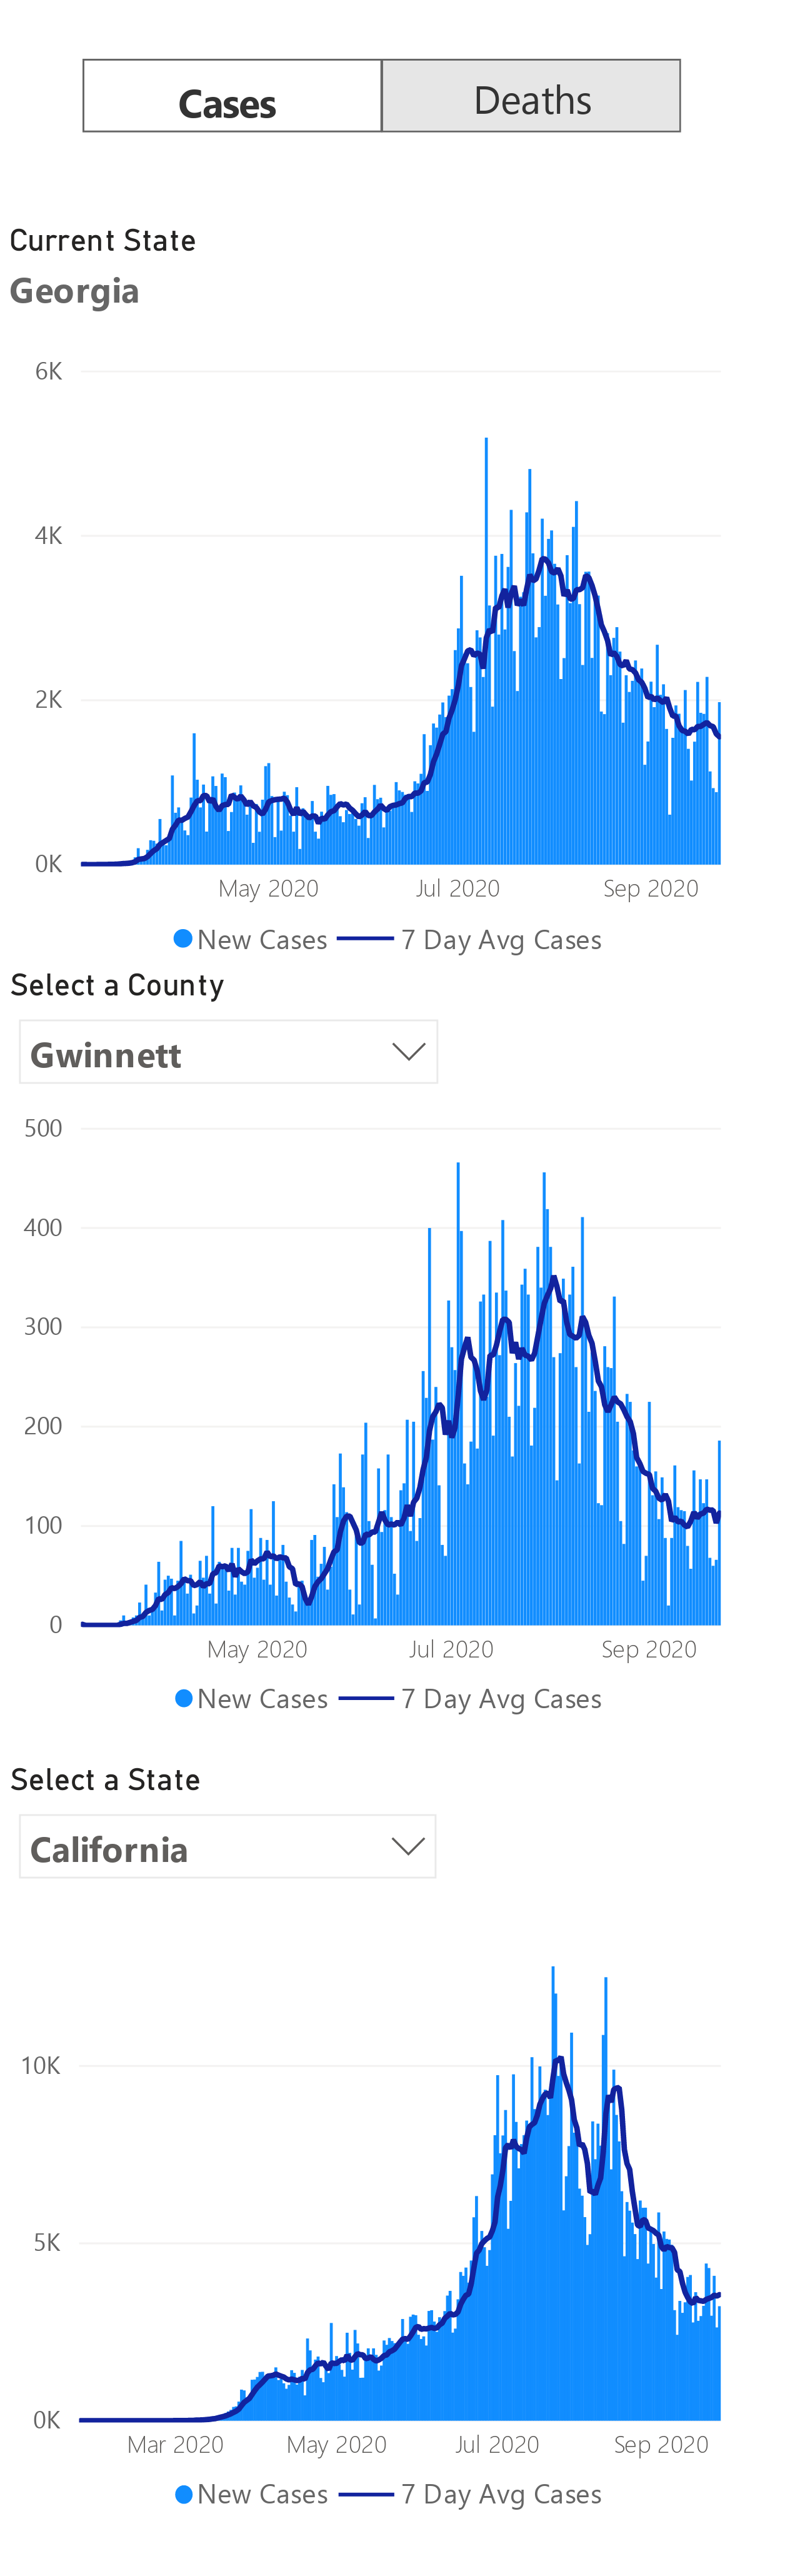 Cases Deaths
Current State
Georgia
6K
4K
2K
0K
May 2020 Jul 2020 Sep 2020
New Cases 7 Day Avg Cases
Select a County
Gwinnett
500
400
300
200
100
0
May 2020 Jul 2020 Sep 2020
New Cases 7 Day Avg Cases
Select a State
California
10K
5K
0K
Mar 2020 May 2020 Jul 2020 Sep 2020
New Cases 7 Day Avg Cases